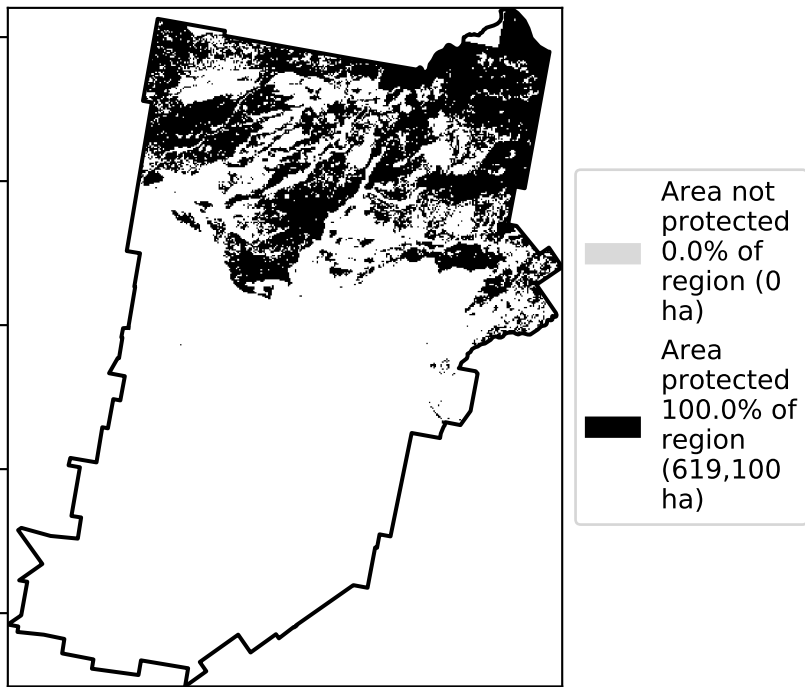 Area not
protected
0.0% of
region (0
ha)
Area
protected
100.0% of
region
(619,100
ha)